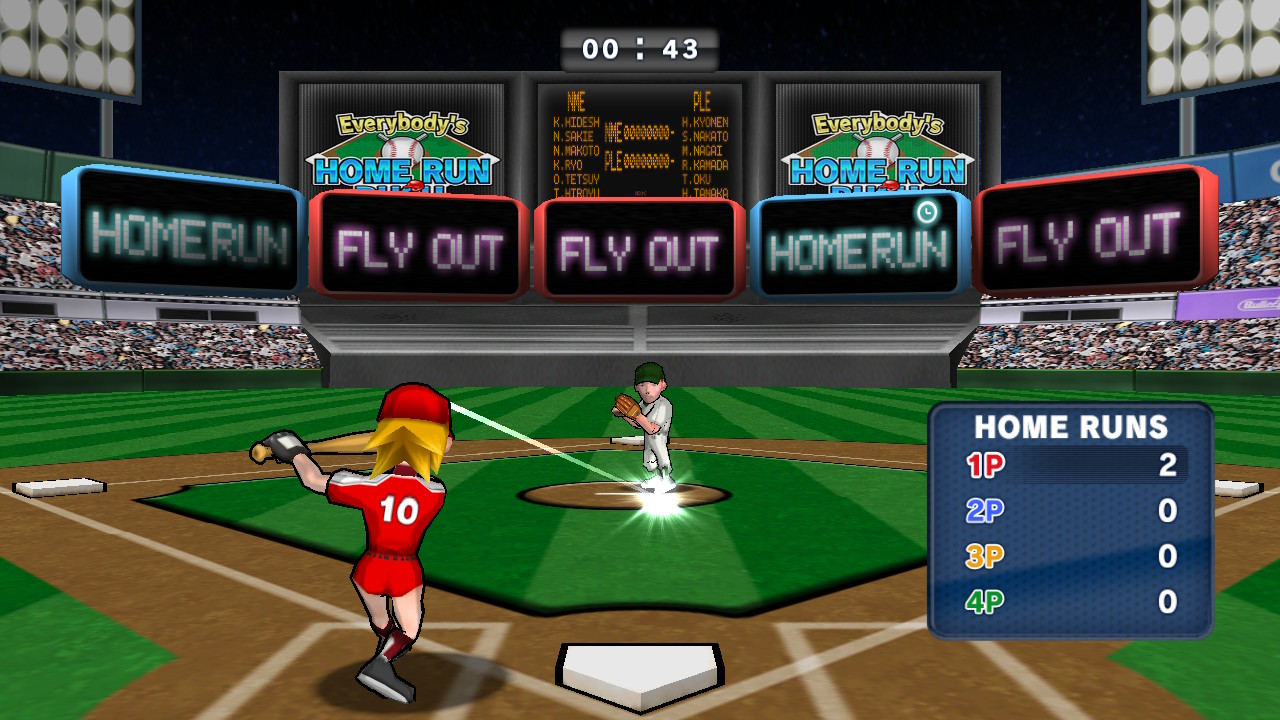 00 : 43
Everybody's
HOME RUN
NME
PLE
K.HIDESH
N.SAKIE
N.MAKOTO
K.RYO
O.TETSUY
T.HIROYU
NME00000000-
PLE00000000-
H.KYONEN
S.NAKATO
M.NAGAI
R.KAMADA
T.OKU
H.TANAKA
Everybody's
HOME RUN
HOMERUN
FLY OUT
FLY OUT
HOMERUN
FLY OUT
10
HOME RUNS
1P 2
2P 0
3P 0
4P 0